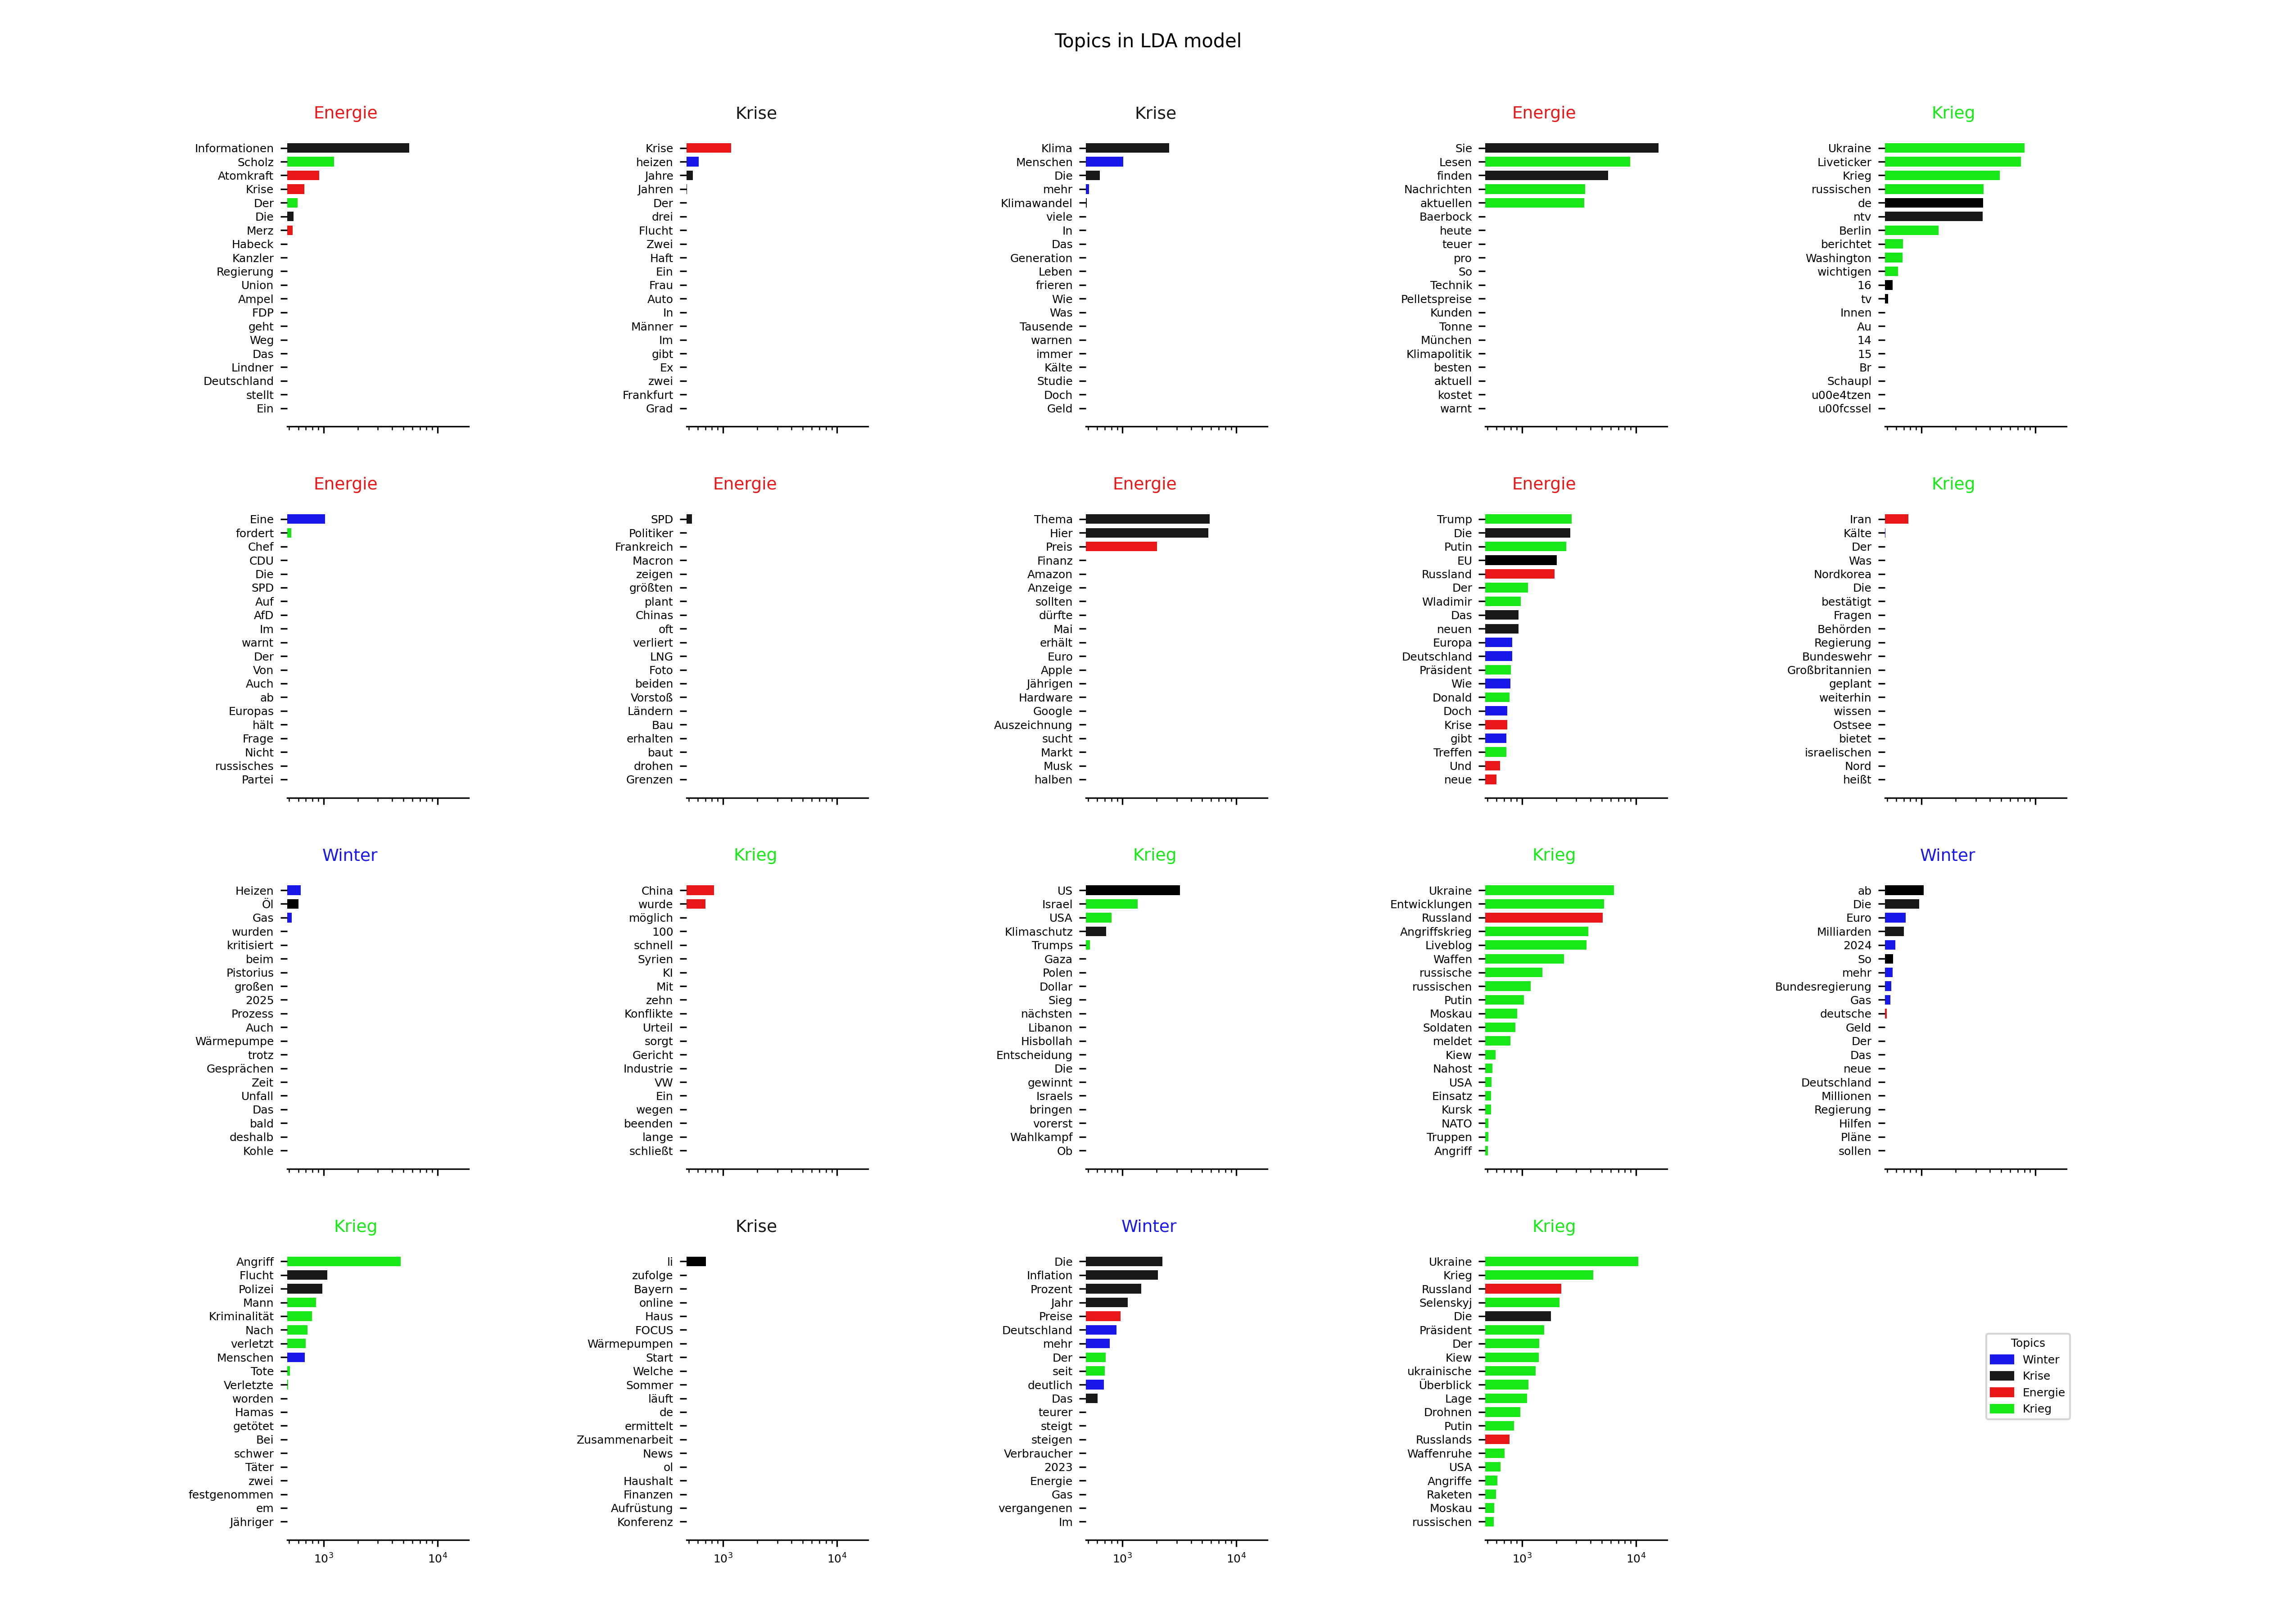 Topics in LDA model
Energie
Informationen
Scholz
Atomkraft
Krise
Der
Die
Merz
Habeck
Kanzler
Regierung
Union
Ampel
FDP
geht
Weg
Das
Lindner
Deutschland
stellt
Ein
Krise
Krise
heizen
Jahre
Jahren
Der
drei
Flucht
Zwei
Haft
Ein
Frau
Auto
In
Männer
Im
gibt
Ex
zwei
Frankfurt
Grad
Krise
Klima
Menschen
Die
mehr
Klimawandel
viele
In
Das
Generation
Leben
frieren
Wie
Was
Tausende
warnen
immer
Kälte
Studie
Doch
Geld
Energie
Sie
Lesen
finden
Nachrichten
aktuellen
Baerbock
heute
teuer
pro
So
Technik
Pelletspreise
Kunden
Tonne
München
Klimapolitik
besten
aktuell
kostet
warnt
Krieg
Ukraine
Liveticker
Krieg
russischen
de
ntv
Berlin
berichtet
Washington
wichtigen
16
tv
Innen
Au
14
15
Br
Schaupl
u00e4tzen
u00fcssel
Energie
Eine
fordert
Chef
CDU
Die
SPD
Auf
AfD
Im
warnt
Der
Von
Auch
ab
Europas
hält
Frage
Nicht
russisches
Partei
Energie
SPD
Politiker
Frankreich
Macron
zeigen
größten
plant
Chinas
oft
verliert
LNG
Foto
beiden
Vorstoß
Ländern
Bau
erhalten
baut
drohen
Grenzen
Energie
Thema
Hier
Preis
Finanz
Amazon
Anzeige
sollten
dürfte
Mai
erhält
Euro
Apple
Jährigen
Hardware
Google
Auszeichnung
sucht
Markt
Musk
halben
Energie
Trump
Die
Putin
EU
Russland
Der
Wladimir
Das
neuen
Europa
Deutschland
Präsident
Wie
Donald
Doch
Krise
gibt
Treffen
Und
neue
Krieg
Iran
Kälte
Der
Was
Nordkorea
Die
bestätigt
Fragen
Behörden
Regierung
Bundeswehr
Großbritannien
geplant
weiterhin
wissen
Ostsee
bietet
israelischen
Nord
heißt
Winter
Heizen
Öl
Gas
wurden
kritisiert
beim
Pistorius
großen
2025
Prozess
Auch
Wärmepumpe
trotz
Gesprächen
Zeit
Unfall
Das
bald
deshalb
Kohle
Krieg
China
wurde
möglich
100
schnell
Syrien
KI
Mit
zehn
Konflikte
Urteil
sorgt
Gericht
Industrie
VW
Ein
wegen
beenden
lange
schließt
Krieg
US
Israel
USA
Klimaschutz
Trumps
Gaza
Polen
Dollar
Sieg
nächsten
Libanon
Hisbollah
Entscheidung
Die
gewinnt
Israels
bringen
vorerst
Wahlkampf
Ob
Krieg
Ukraine
Entwicklungen
Russland
Angriffskrieg
Liveblog
Waffen
russische
russischen
Putin
Moskau
Soldaten
meldet
Kiew
Nahost
USA
Einsatz
Kursk
NATO
Truppen
Angriff
Winter
ab
Die
Euro
Milliarden
2024
So
mehr
Bundesregierung
Gas
deutsche
Geld
Der
Das
neue
Deutschland
Millionen
Regierung
Hilfen
Pläne
sollen
Krieg
Angriff
Flucht
Polizei
Mann
Kriminalität
Nach
verletzt
Menschen
Tote
Verletzte
worden
Hamas
getötet
Bei
schwer
Täter
zwei
festgenommen
em
Jähriger
10³ 10⁴
Krise
li
zufolge
Bayern
online
Haus
FOCUS
Wärmepumpen
Start
Welche
Sommer
läuft
de
ermittelt
Zusammenarbeit
News
ol
Haushalt
Finanzen
Aufrüstung
Konferenz
10³ 10⁴
Winter
Die
Inflation
Prozent
Jahr
Preise
Deutschland
mehr
Der
seit
deutlich
Das
teurer
steigt
steigen
Verbraucher
2023
Energie
Gas
vergangenen
Im
10³ 10⁴
Krieg
Ukraine
Krieg
Russland
Selenskyj
Die
Präsident
Der
Kiew
ukrainische
Überblick
Lage
Drohnen
Putin
Russlands
Waffenruhe
USA
Angriffe
Raketen
Moskau
russischen
10³ 10⁴
Topics
Winter
Krise
Energie
Krieg